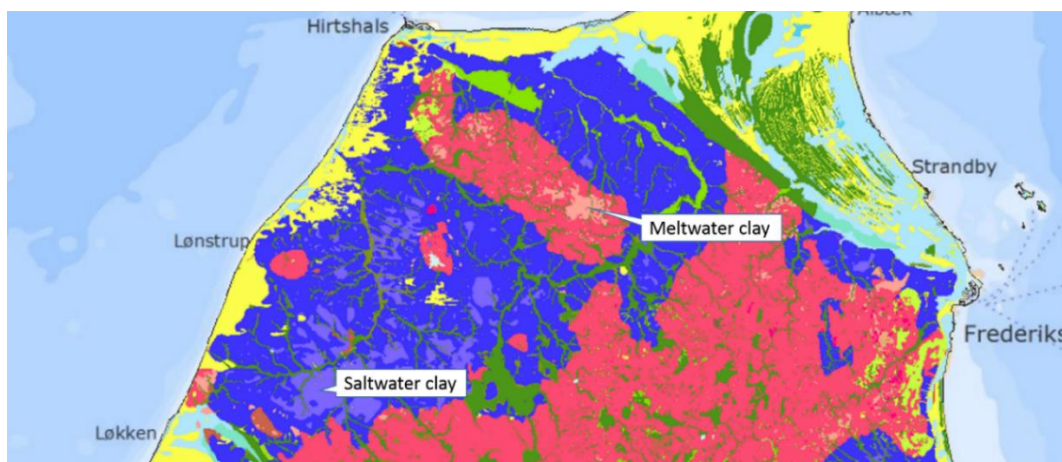 Hirtshals
Strandby
Meltwater clay
Lønstrup
Frederiks
Saltwater clay
Løkken